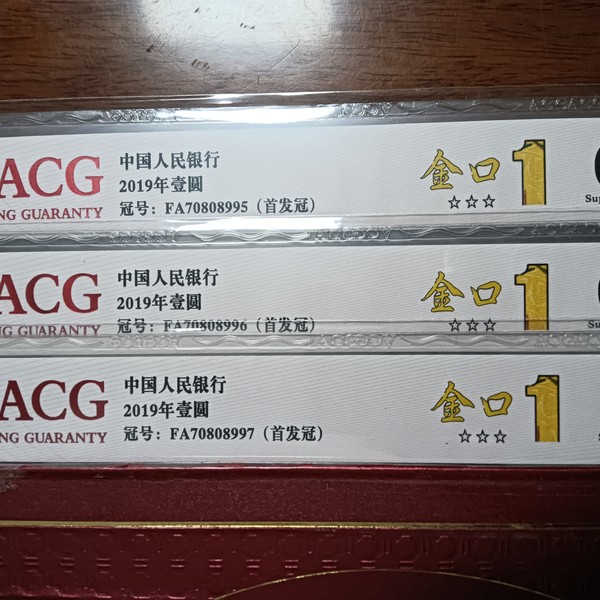 ACG
NG GUARANTY
中国人民银行
2019年壹圆
冠号：FA70808995（首发冠）
金口1
☆☆☆
Sup
ACG
NG GUARANTY
中国人民银行
2019年壹圆
冠号：FA70808996（首发冠）
金口1
☆☆☆
ACG
NG GUARANTY
中国人民银行
2019年壹圆
冠号：FA70808997（首发冠）
金口1
☆☆☆